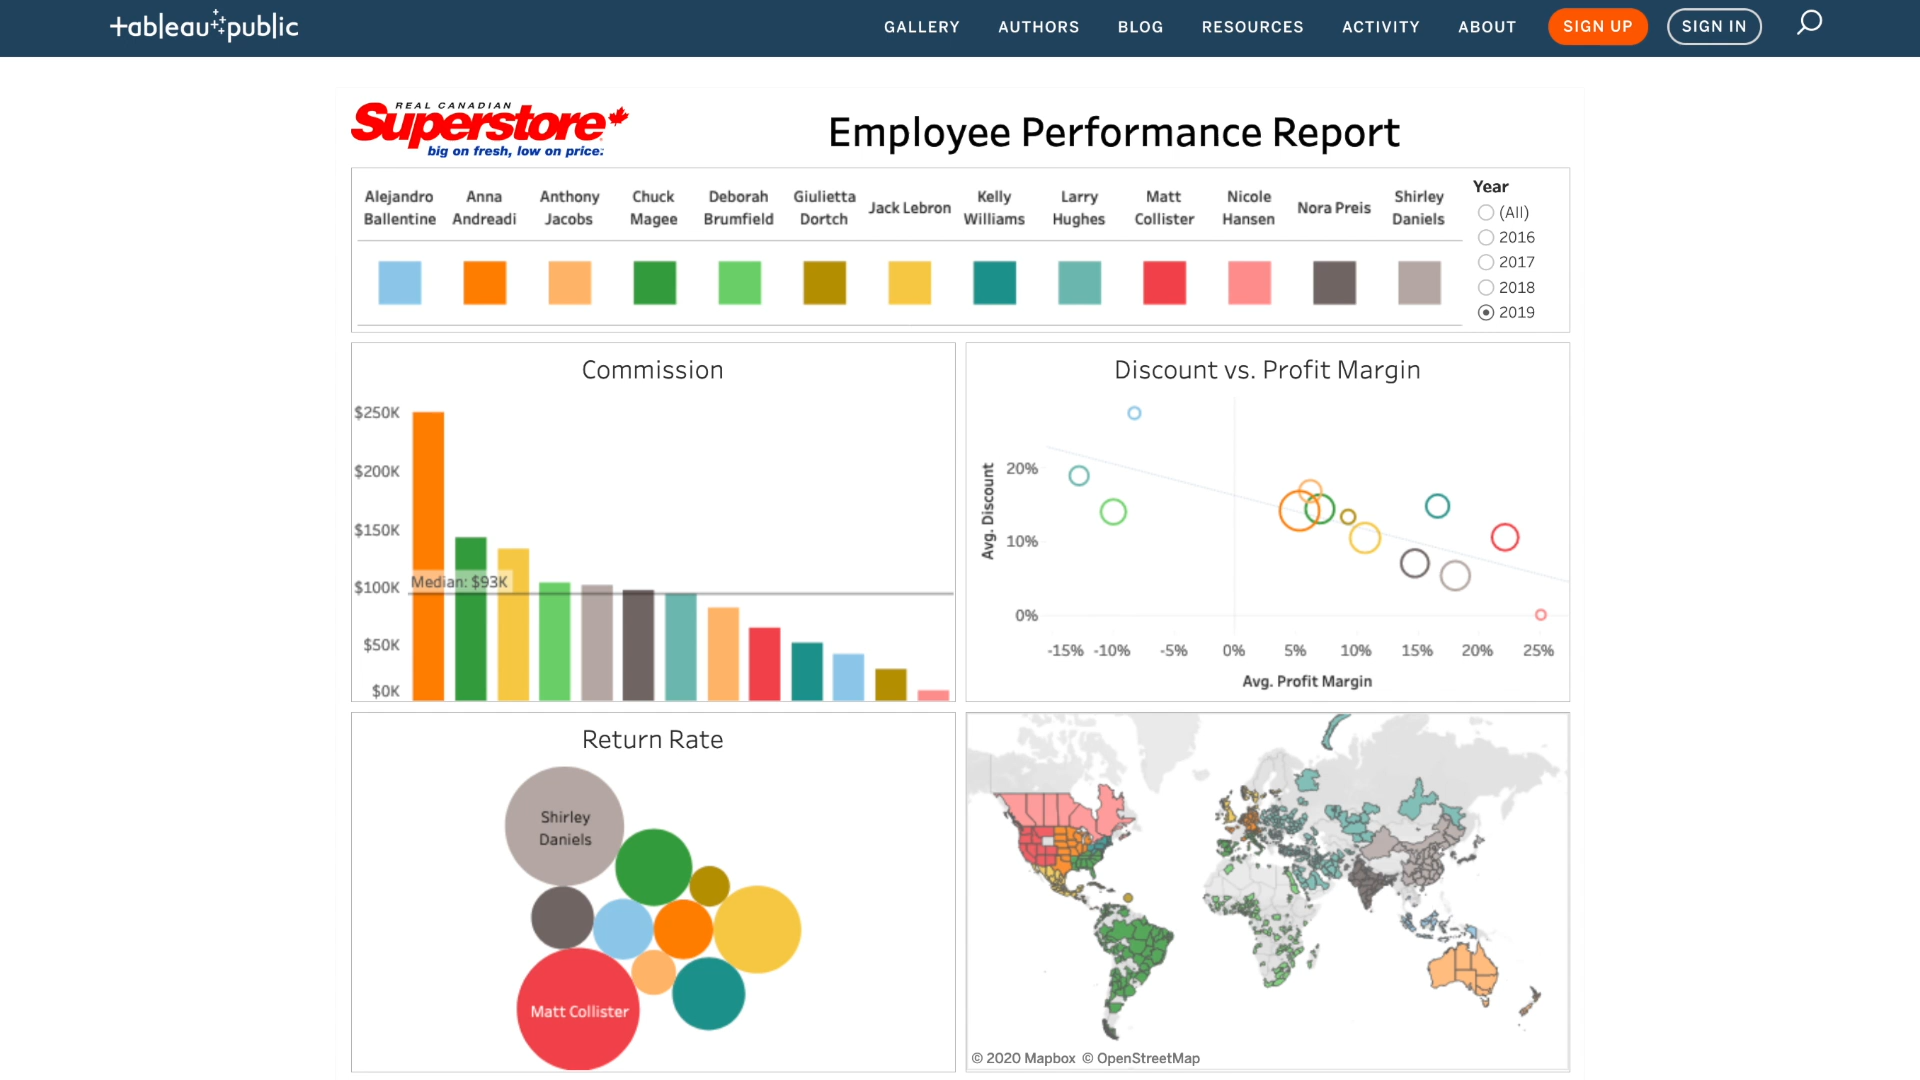 tableau public
GALLERY AUTHORS BLOG RESOURCES ACTIVITY ABOUT SIGN UP SIGN IN
REAL CANADIAN
Superstore
big on fresh, low on price.
Employee Performance Report
Alejandro Ballentine
Anna Andreadi
Anthony Jacobs
Chuck Magee
Deborah Brumfield
Giulietta Dortch
Jack Lebron
Kelly Williams
Larry Hughes
Matt Collister
Nicole Hansen
Nora Preis
Shirley Daniels
Year
(All)
2016
2017
2018
2019
Commission
$250K
$200K
$150K
Median: $93K
$100K
$50K
$0K
Discount vs. Profit Margin
Avg. Discount
20%
10%
0%
-15% -10% -5% 0% 5% 10% 15% 20% 25%
Avg. Profit Margin
Return Rate
Shirley
Daniels
Matt Collister
© 2020 Mapbox © OpenStreetMap